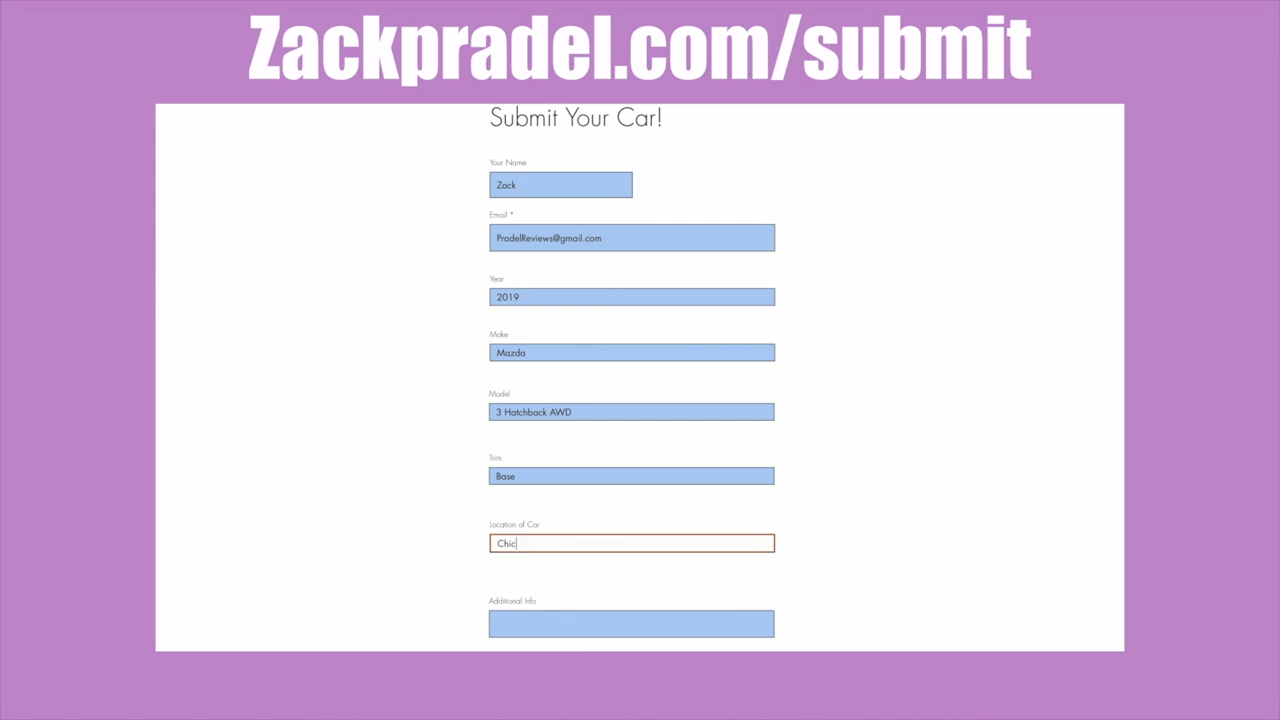 Zackpradel.com/submit
Submit Your Car!
Your Name
Zack
Email *
PradelReviews@gmail.com
Year
2019
Make
Mazda
Model
3 Hatchback AWD
Trim
Base
Location of Car
Chic
Additional Info